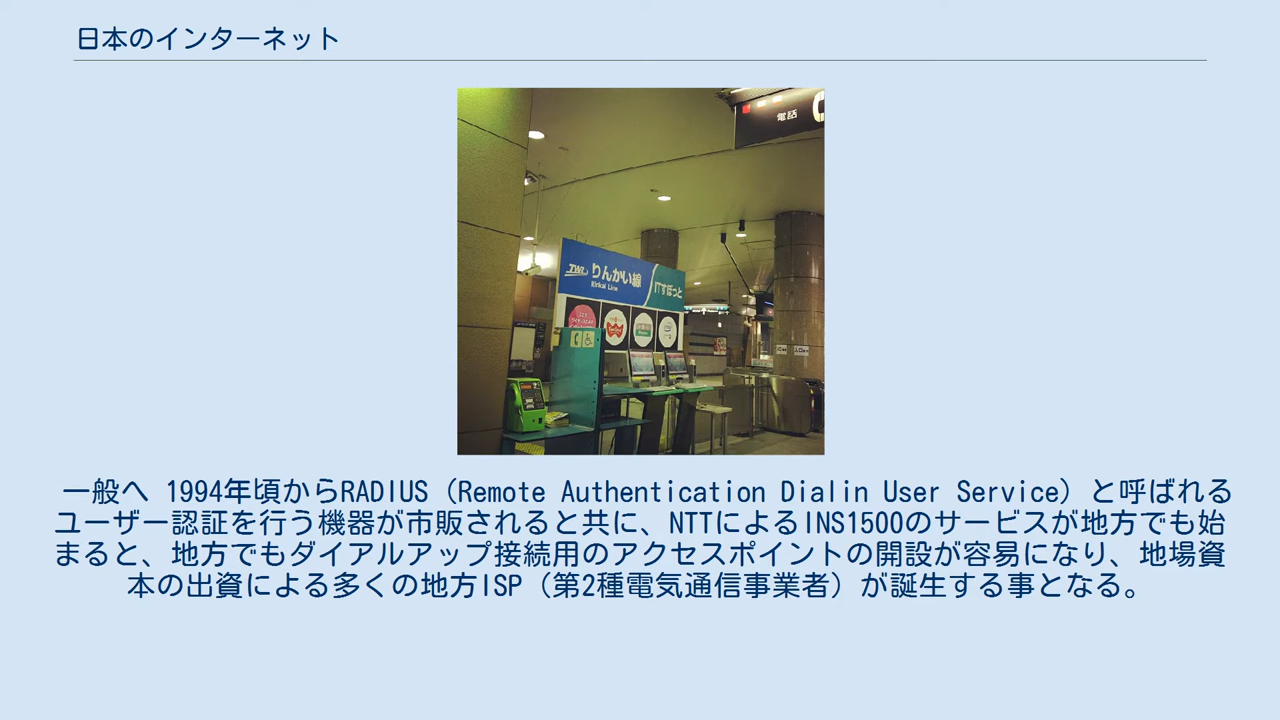 日本のインターネット
電話
TWR りんかい線
Rinkai Line
ITすぽっと
一般へ 1994年頃からRADIUS（Remote Authentication Dialin User Service）と呼ばれる
ユーザー認証を行う機器が市販されると共に、NTTによるINS1500のサービスが地方でも始
まると、地方でもダイアルアップ接続用のアクセスポイントの開設が容易になり、地場資
本の出資による多くの地方ISP（第2種電気通信事業者）が誕生する事となる。